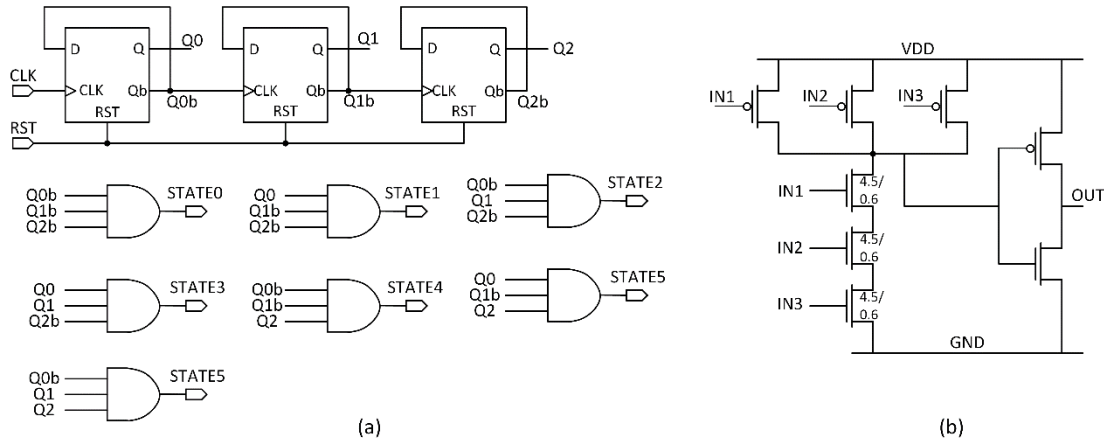 D Q Q0
CLK CLK Qb Q0b
RST RST
D Q Q1
CLK Qb Q1b
RST
D Q Q2
CLK Qb Q2b
RST
Q0b
Q1b
Q2b
STATE0
Q0
Q1b
Q2b
STATE1
Q0b
Q1
Q2b
STATE2
Q0
Q1
Q2b
STATE3
Q0b
Q1b
Q2
STATE4
Q0
Q1b
Q2
STATE5
Q0b
Q1
Q2
STATE5
(a)
VDD
IN1
IN2
IN3
IN1
4.5/
0.6
IN2
4.5/
0.6
IN3
4.5/
0.6
OUT
GND
(b)